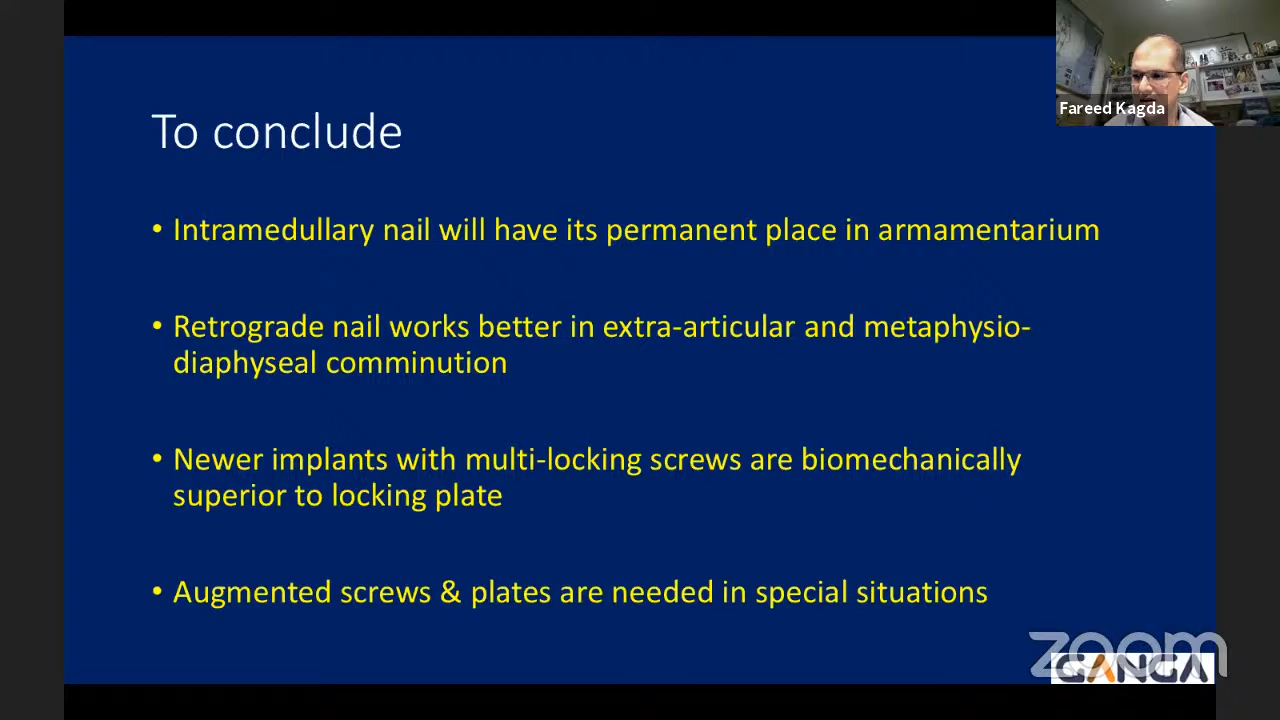 Fareed Kagda
To conclude
• Intramedullary nail will have its permanent place in armamentarium
• Retrograde nail works better in extra-articular and metaphysio-
diaphyseal comminution
• Newer implants with multi-locking screws are biomechanically
superior to locking plate
• Augmented screws & plates are needed in special situations
zoom
GANGA